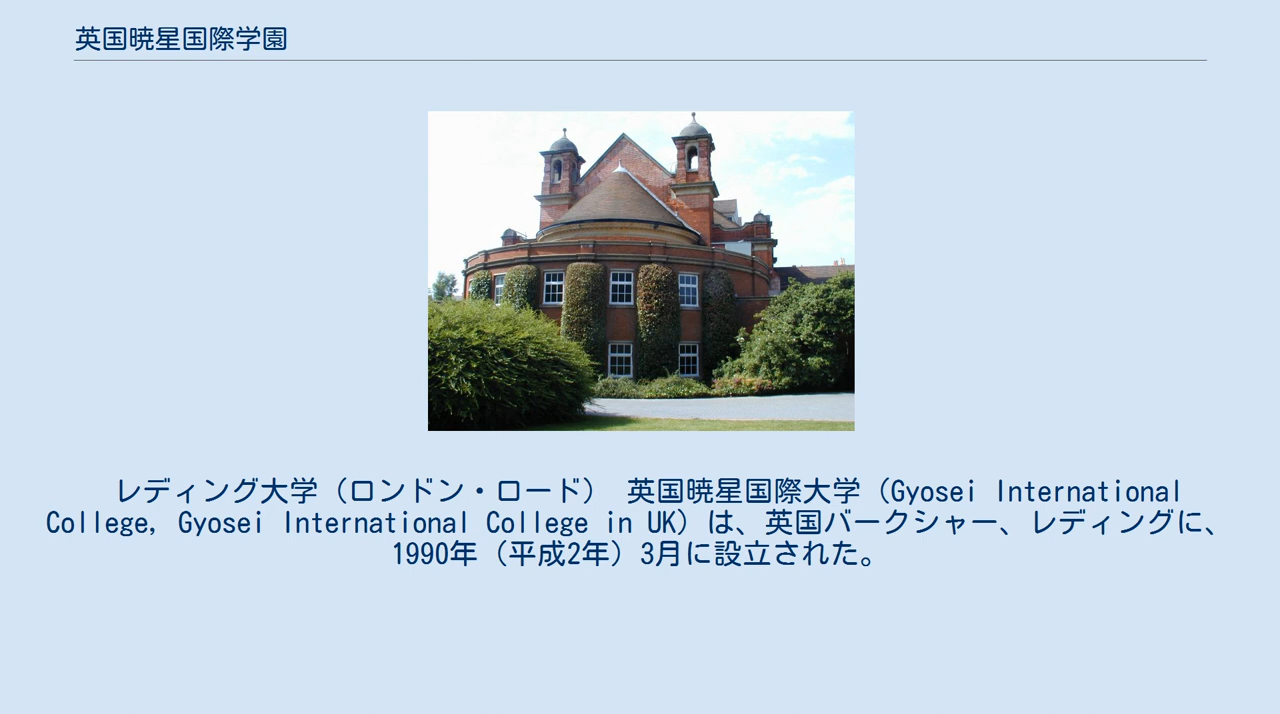 英国暁星国際学園
レディング大学（ロンドン・ロード） 英国暁星国際大学（Gyosei International
College, Gyosei International College in UK）は、英国バークシャー、レディングに、
1990年（平成2年）3月に設立された。